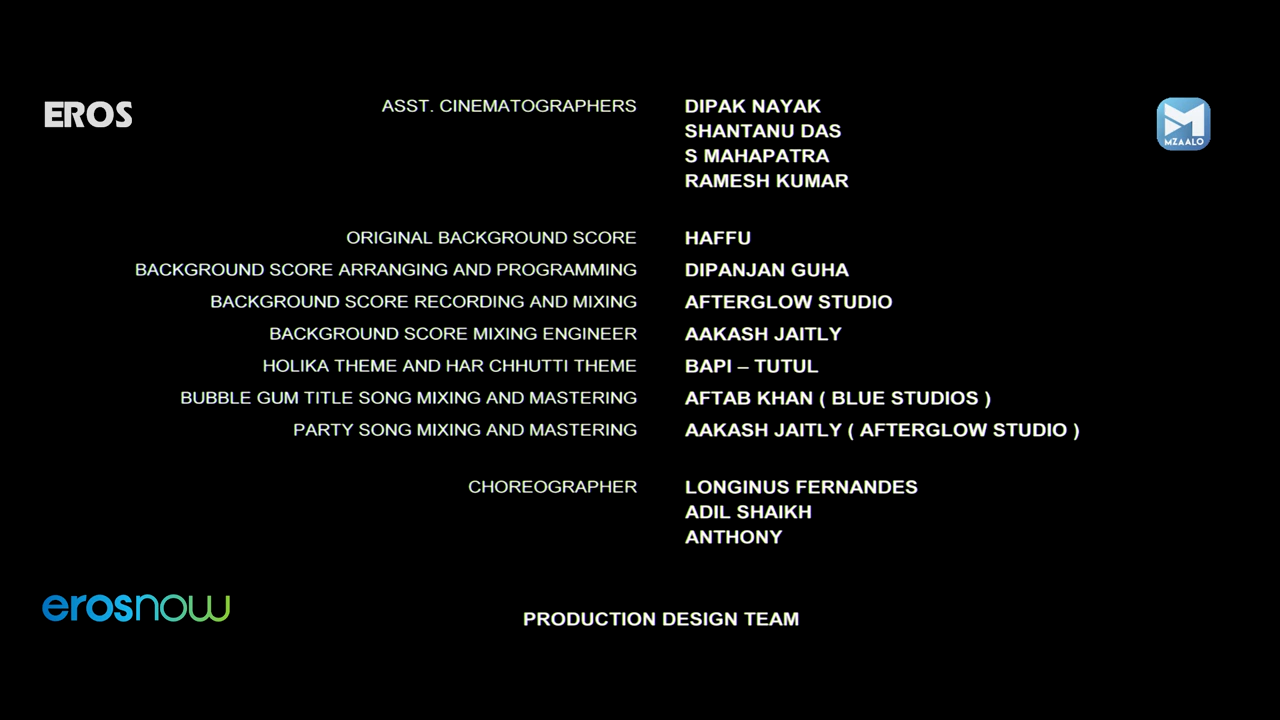 EROS
MZAALO
ASST. CINEMATOGRAPHERS DIPAK NAYAK
SHANTANU DAS
S MAHAPATRA
RAMESH KUMAR
ORIGINAL BACKGROUND SCORE HAFFU
BACKGROUND SCORE ARRANGING AND PROGRAMMING DIPANJAN GUHA
BACKGROUND SCORE RECORDING AND MIXING AFTERGLOW STUDIO
BACKGROUND SCORE MIXING ENGINEER AAKASH JAITLY
HOLIKA THEME AND HAR CHHUTTI THEME BAPI – TUTUL
BUBBLE GUM TITLE SONG MIXING AND MASTERING AFTAB KHAN ( BLUE STUDIOS )
PARTY SONG MIXING AND MASTERING AAKASH JAITLY ( AFTERGLOW STUDIO )
CHOREOGRAPHER LONGINUS FERNANDES
ADIL SHAIKH
ANTHONY
erosnow
PRODUCTION DESIGN TEAM